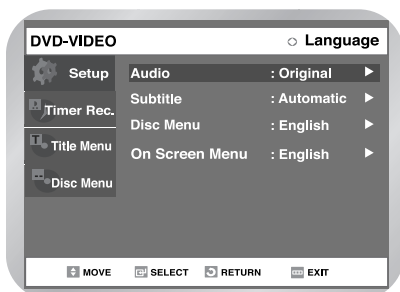 DVD-VIDEO Language
Setup
Timer Rec.
Title Menu
Disc Menu
Audio : Original
Subtitle : Automatic
Disc Menu : English
On Screen Menu : English
MOVE SELECT RETURN EXIT